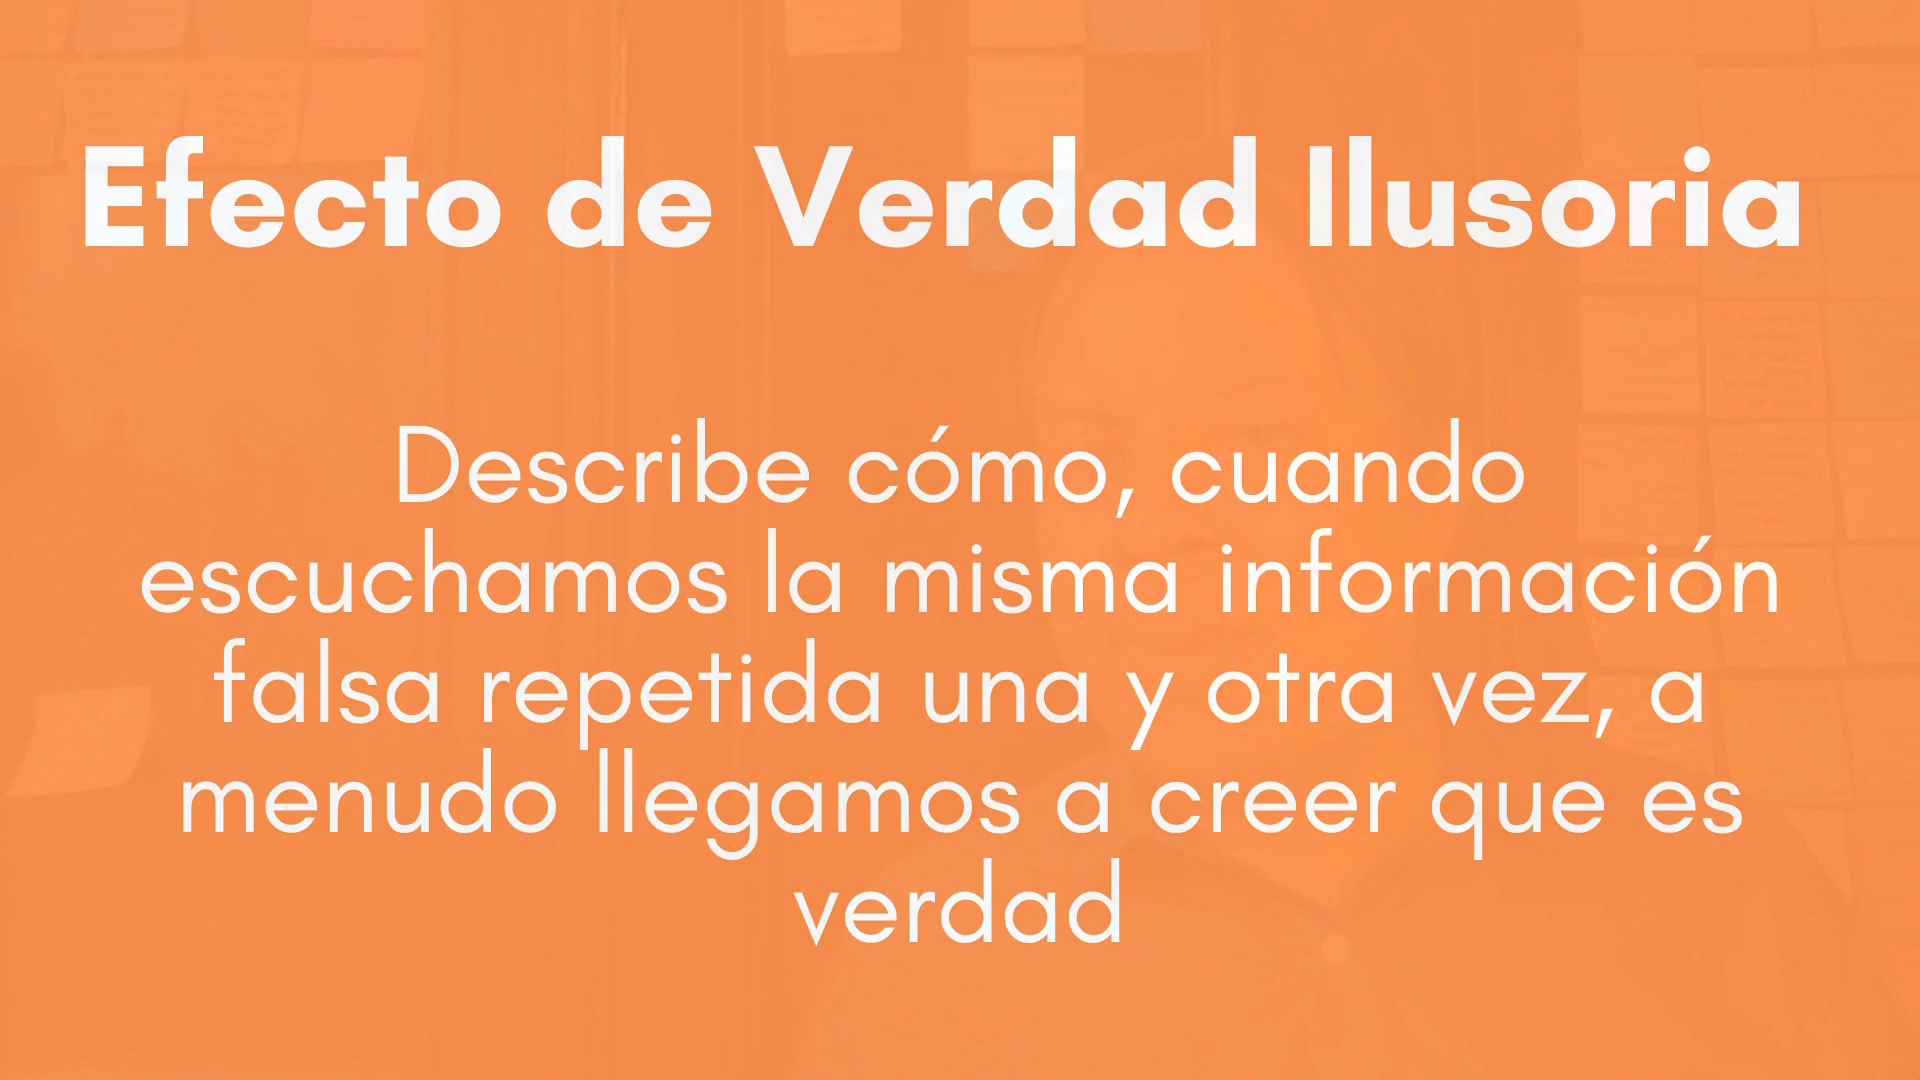 Efecto de Verdad Ilusoria
Describe cómo, cuando
escuchamos la misma información
falsa repetida una y otra vez, a
menudo llegamos a creer que es
verdad